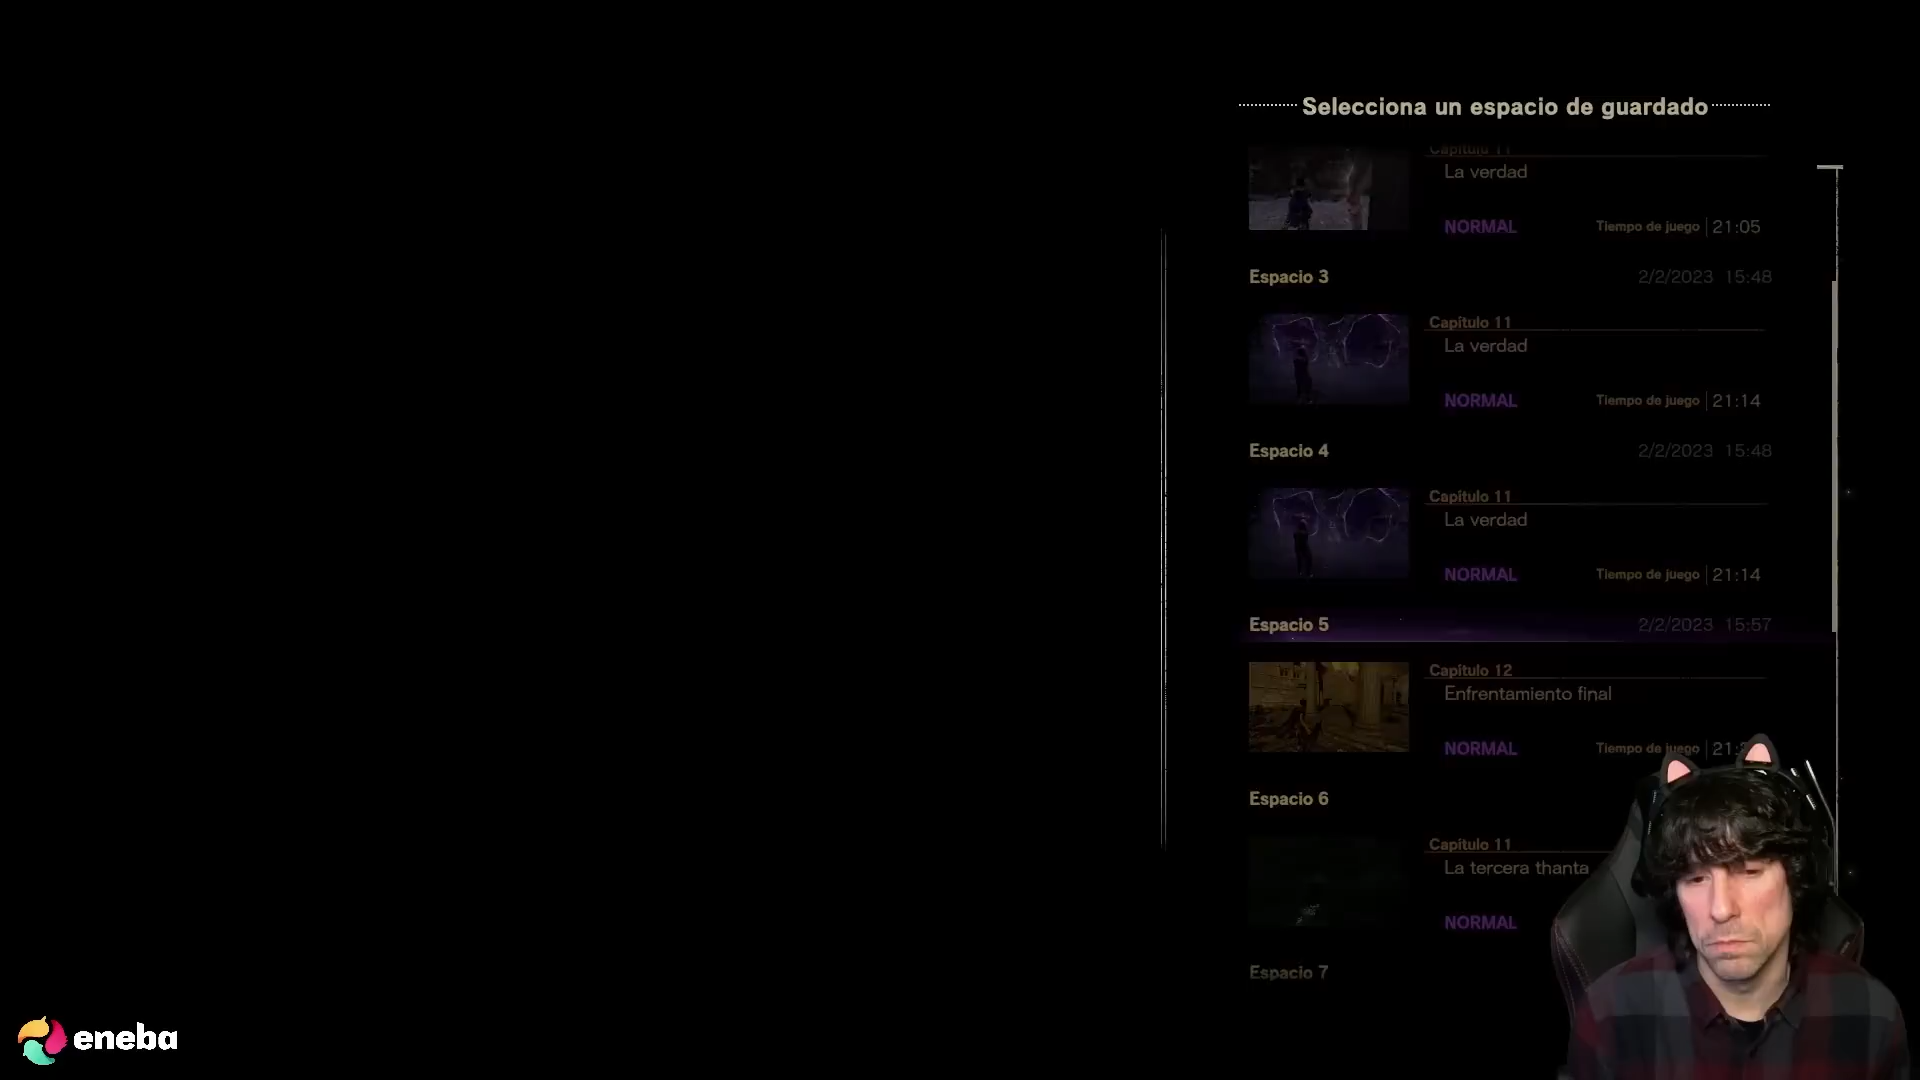 Selecciona un espacio de guardado
Capítulo 11
La verdad
NORMAL Tiempo de juego 21:05
Espacio 3 2/2/2023 15:48
Capítulo 11
La verdad
NORMAL Tiempo de juego 21:14
Espacio 4 2/2/2023 15:48
Capítulo 11
La verdad
NORMAL Tiempo de juego 21:14
Espacio 5 2/2/2023 15:57
Capítulo 12
Enfrentamiento final
NORMAL Tiempo de juego
Espacio 6
Capítulo 11
La tercera thanta
NORMAL
Espacio 7
eneba